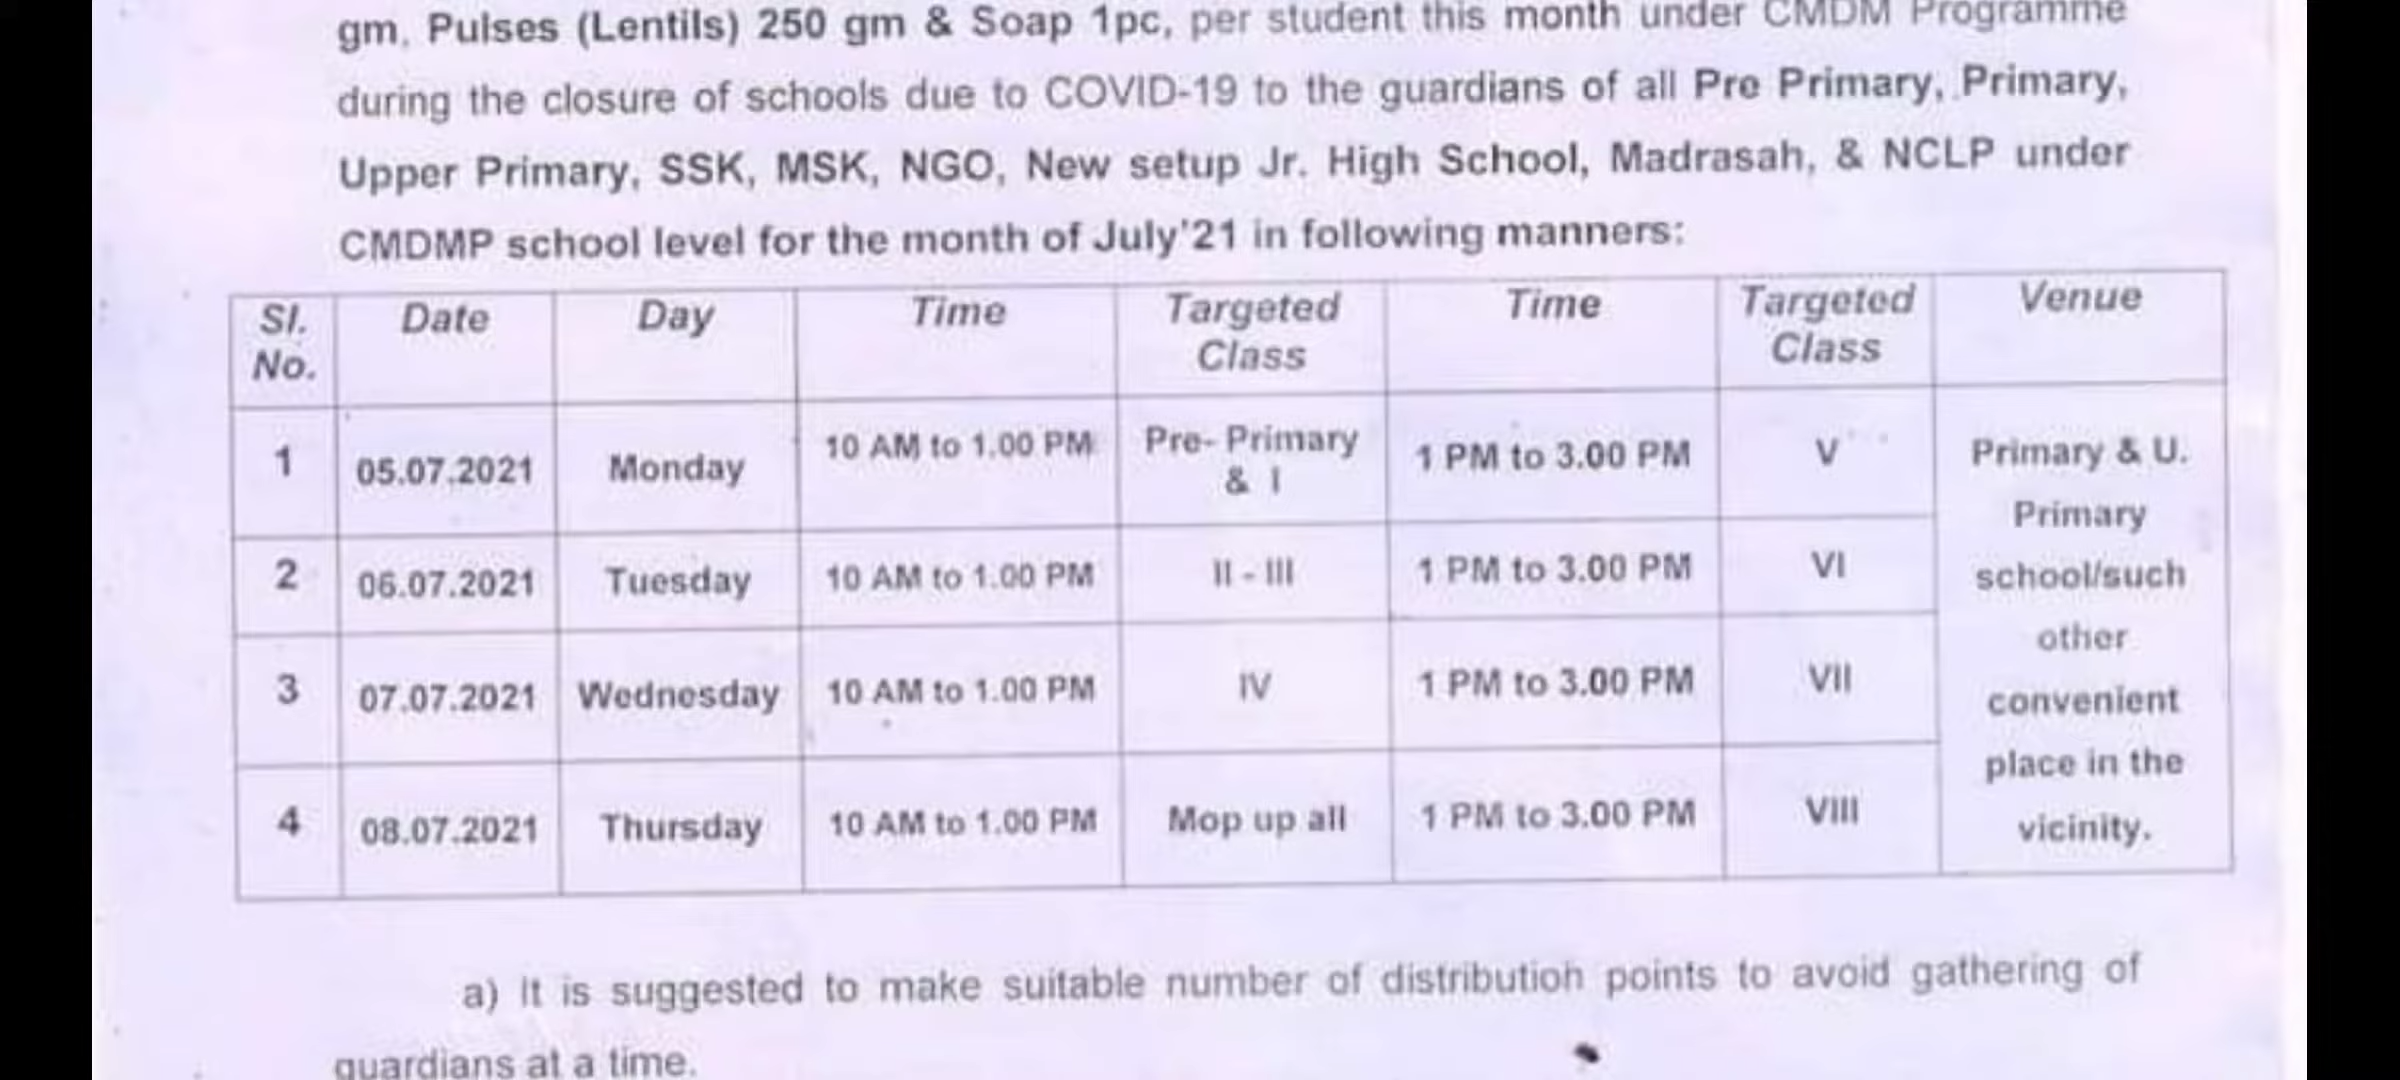 gm, Pulses (Lentils) 250 gm & Soap 1pc, per student this month under CMDM Programme
during the closure of schools due to COVID-19 to the guardians of all Pre Primary, Primary,
Upper Primary, SSK, MSK, NGO, New setup Jr. High School, Madrasah, & NCLP under
CMDMP school level for the month of July'21 in following manners:
Sl. No. Date Day Time Targeted Class Time Targeted Class Venue
1 05.07.2021 Monday 10 AM to 1.00 PM Pre- Primary & I 1 PM to 3.00 PM V Primary & U. Primary school/such other convenient place in the vicinity.
2 06.07.2021 Tuesday 10 AM to 1.00 PM II - III 1 PM to 3.00 PM VI
3 07.07.2021 Wednesday 10 AM to 1.00 PM IV 1 PM to 3.00 PM VII
4 08.07.2021 Thursday 10 AM to 1.00 PM Mop up all 1 PM to 3.00 PM VIII
a) It is suggested to make suitable number of distribution points to avoid gathering of
guardians at a time.